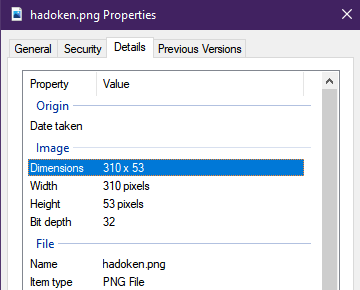 hadoken.png Properties
General Security Details Previous Versions
Property Value
Origin
Date taken
Image
Dimensions 310 x 53
Width 310 pixels
Height 53 pixels
Bit depth 32
File
Name hadoken.png
Item type PNG File